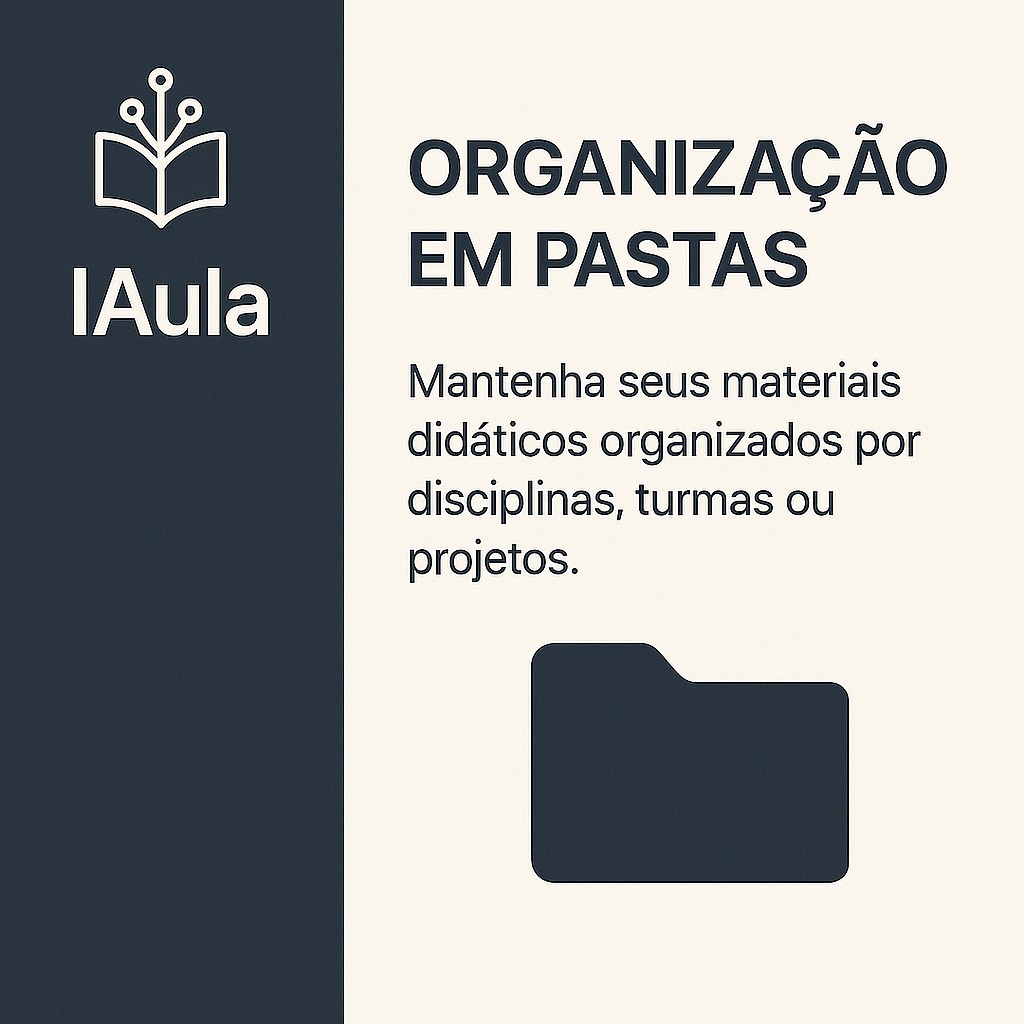 IAula
ORGANIZAÇÃO
EM PASTAS
Mantenha seus materiais
didáticos organizados por
disciplinas, turmas ou
projetos.